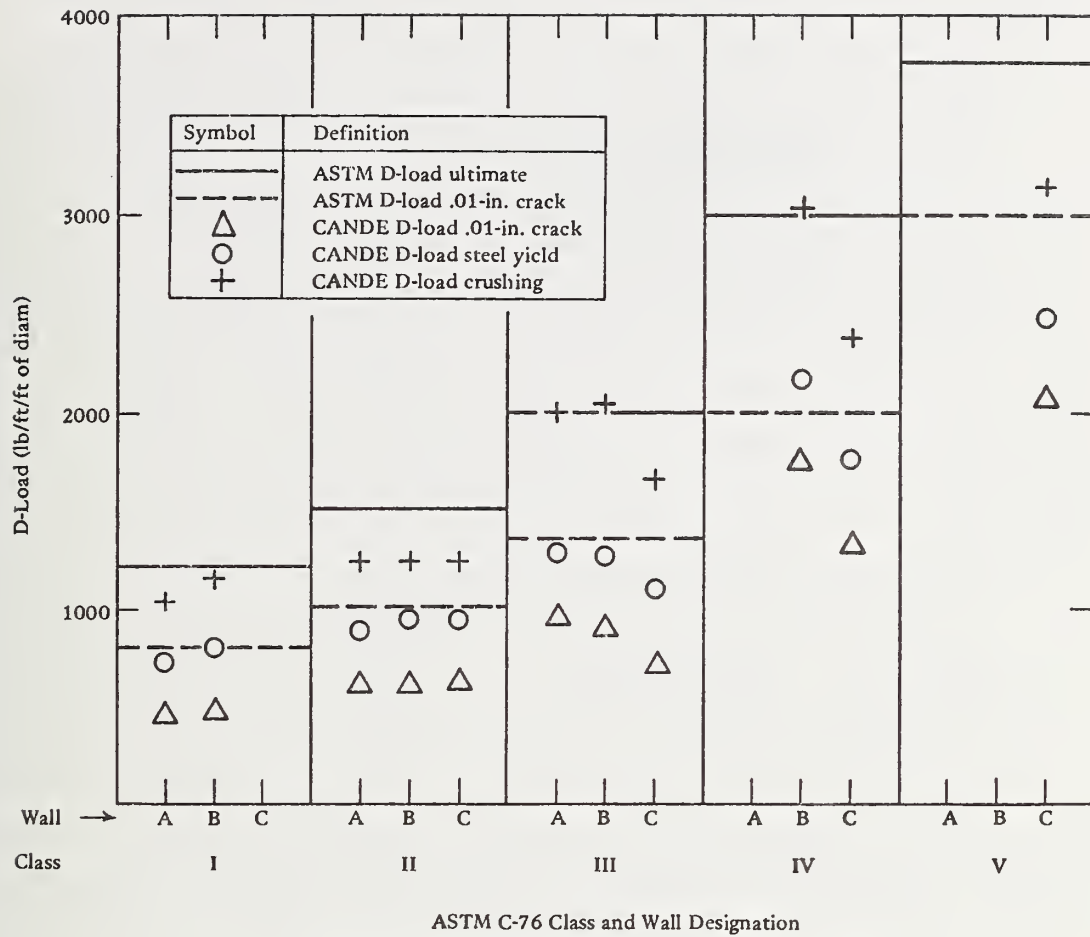 4000
Symbol Definition
ASTM D-load ultimate
ASTM D-load .01-in. crack
CANDE D-load .01-in. crack
CANDE D-load steel yield
CANDE D-load crushing
3000
D-Load (lb/ft/ft of diam)
2000
1000
Wall → A B C A B C A B C A B C A B C
Class I II III IV V
ASTM C-76 Class and Wall Designation